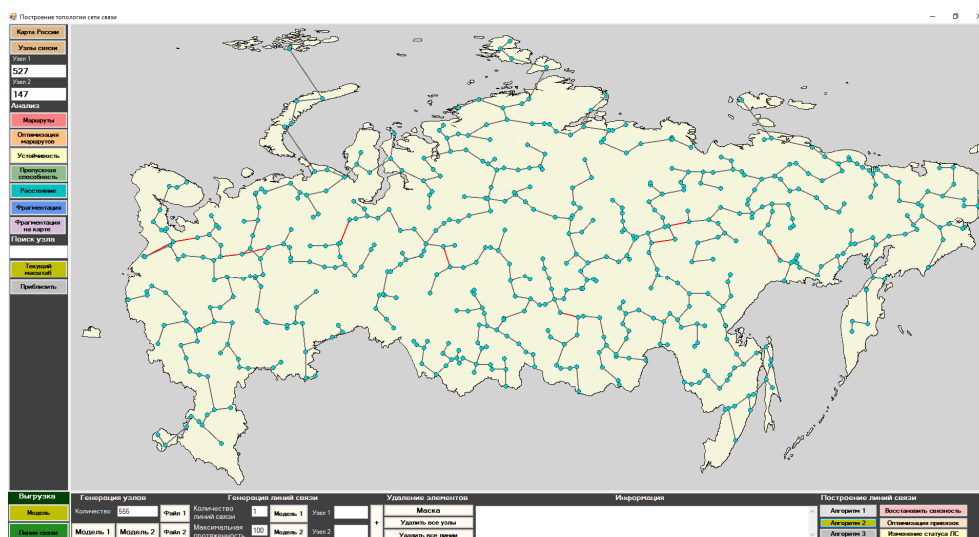 Построение топологии сети связи
Карта России
Узлы связи
Узел 1
527
Узел 2
147
Анализ
Маршруты
Оптимизация
маршрутов
Устойчивость
Пропускная
способность
Расстояние
Фрагментация
Фрагментация
на карте
Поиск узла
Текущий
масштаб
Приблизить
Выгрузка
Модель
Линии связи
Генерация узлов
Количество 555 Файл 1
Модель 1 Модель 2 Файл 2
Генерация линий связи
Количество
линий связи 1 Модель 1 Узел 1
Максимальная
протяженность 100 Модель 2 Узел 2
+
Удаление элементов
Маска
Удалить все узлы
Удалить все линии
Информация
Построение линий связи
Алгоритм 1 Восстановить связность
Алгоритм 2 Оптимизация привязок
Алгоритм 3 Изменение статуса ПС